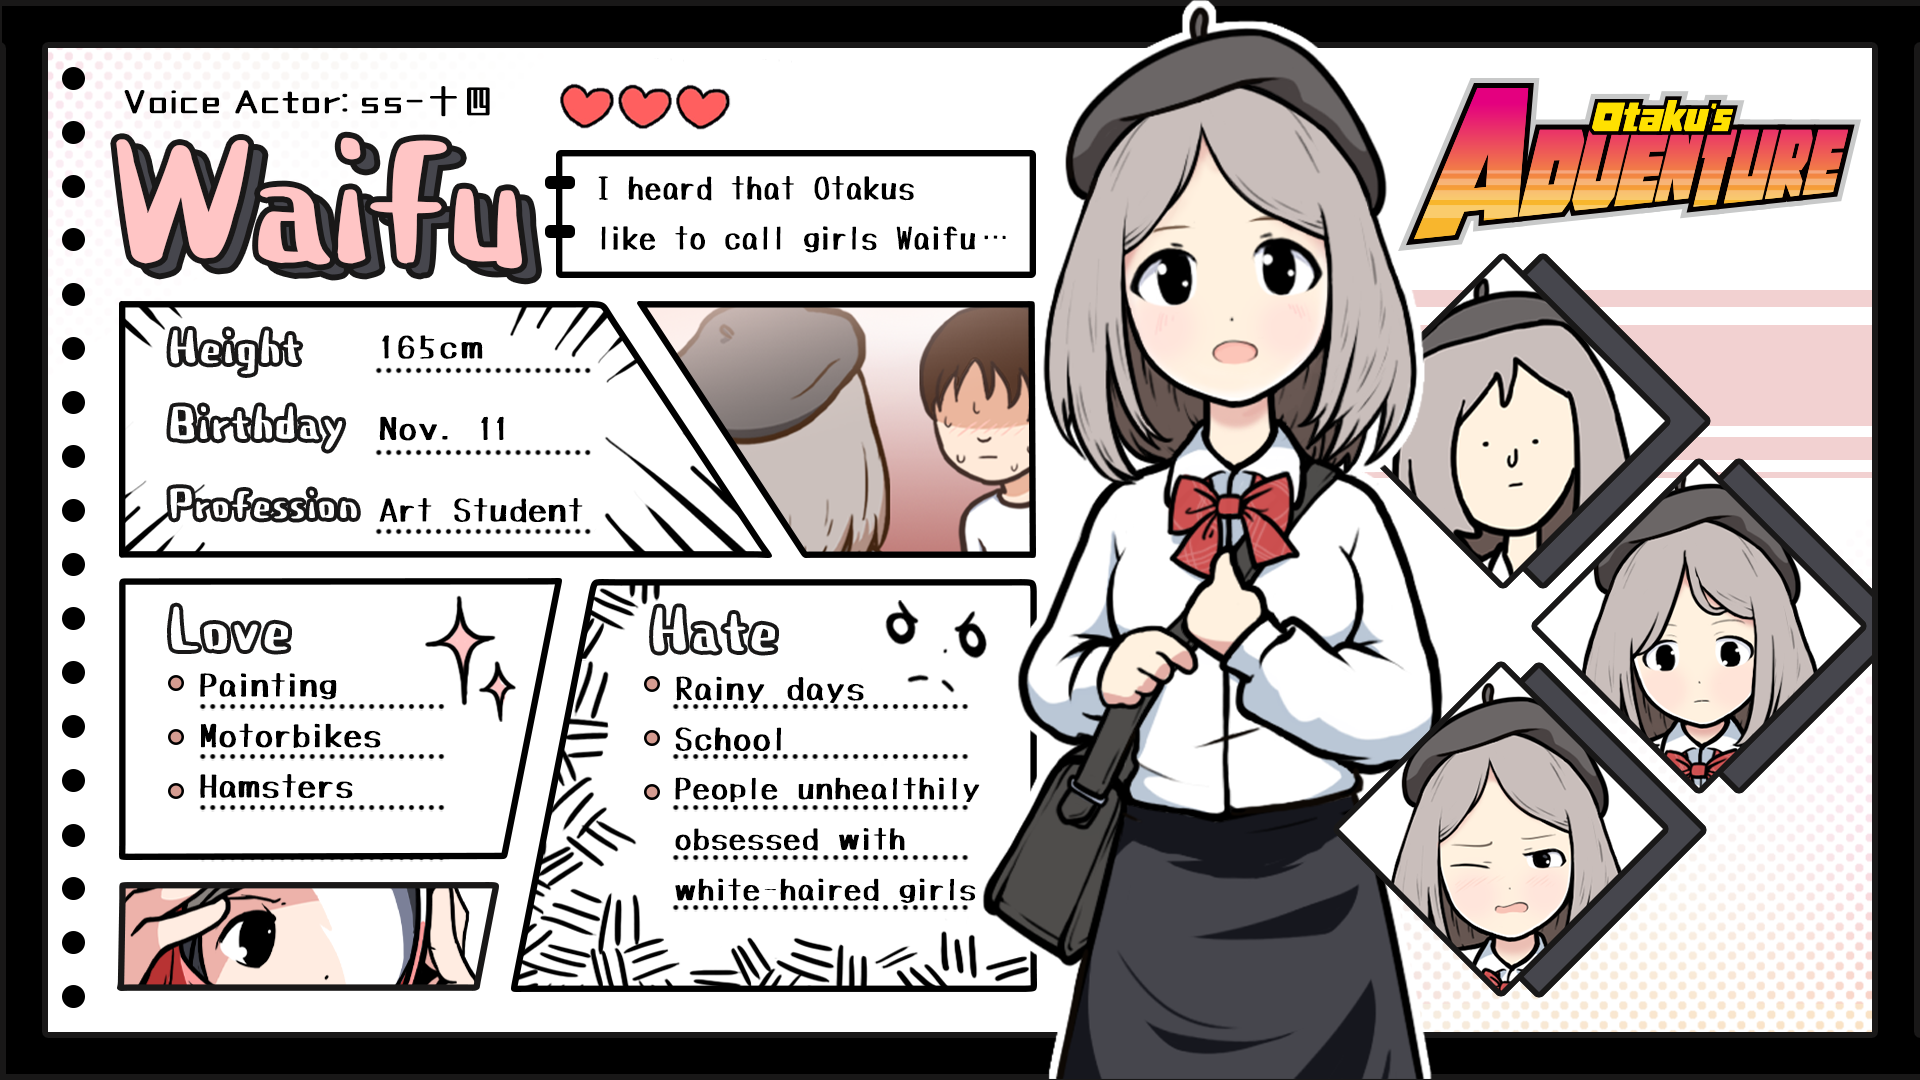 Voice Actor: ss-十四
Waifu
I heard that Otakus
like to call girls Waifu…
Otaku's
ADVENTURE
Height 165cm
Birthday Nov. 11
Profession Art Student
Love
Painting
Motorbikes
Hamsters
Hate
Rainy days
School
People unhealthily
obsessed with
white-haired girls